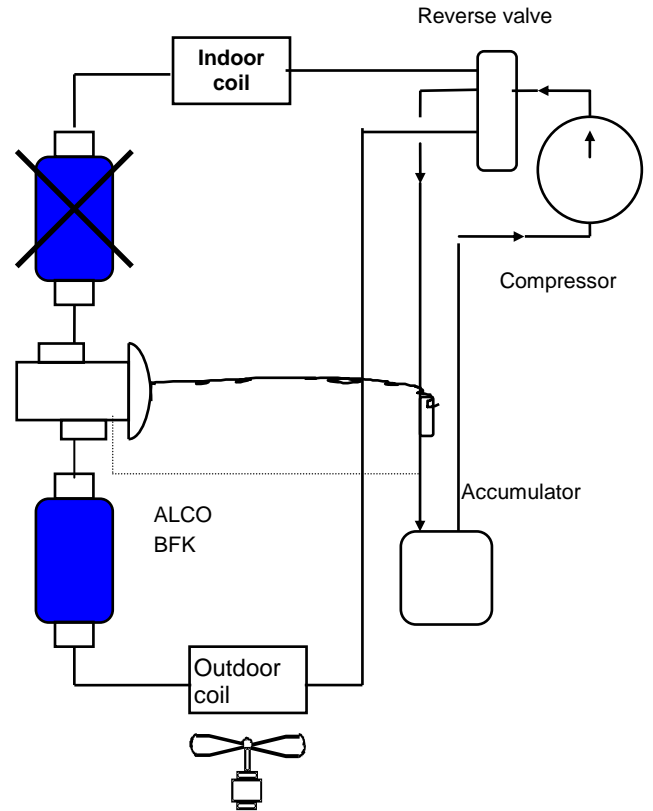 Reverse valve
Indoor
coil
Compressor
Accumulator
ALCO
BFK
Outdoor
coil